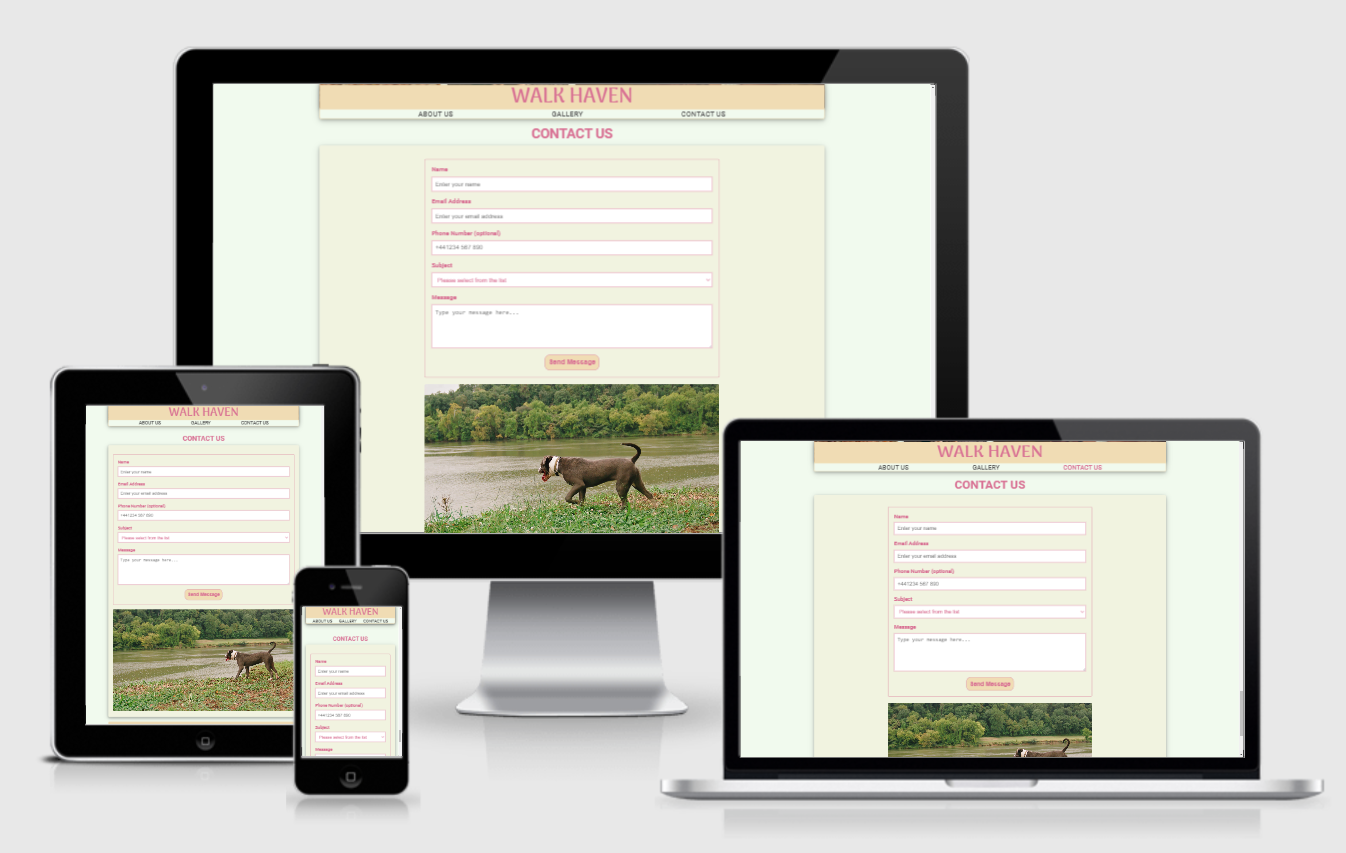 WALK HAVEN
ABOUT US GALLERY CONTACT US
CONTACT US
Name
Enter your name
Email Address
Enter your email address
Phone Number (optional)
+441234 567 890
Subject
Please select from the list
Message
Type your message here...
Send Message
WALK HAVEN
ABOUT US GALLERY CONTACT US
CONTACT US
Name
Enter your name
Email Address
Enter your email address
Phone Number (optional)
+441234 567 890
Subject
Please select from the list
Message
Type your message here...
Send Message
WALK HAVEN
ABOUT US GALLERY CONTACT US
CONTACT US
Name
Enter your name
Email Address
Enter your email address
Phone Number (optional)
+441234 567 890
Subject
Please select from the list
Message
WALK HAVEN
ABOUT US GALLERY CONTACT US
CONTACT US
Name
Enter your name
Email Address
Enter your email address
Phone Number (optional)
+441234 567 890
Subject
Please select from the list
Message
Type your message here...
Send Message